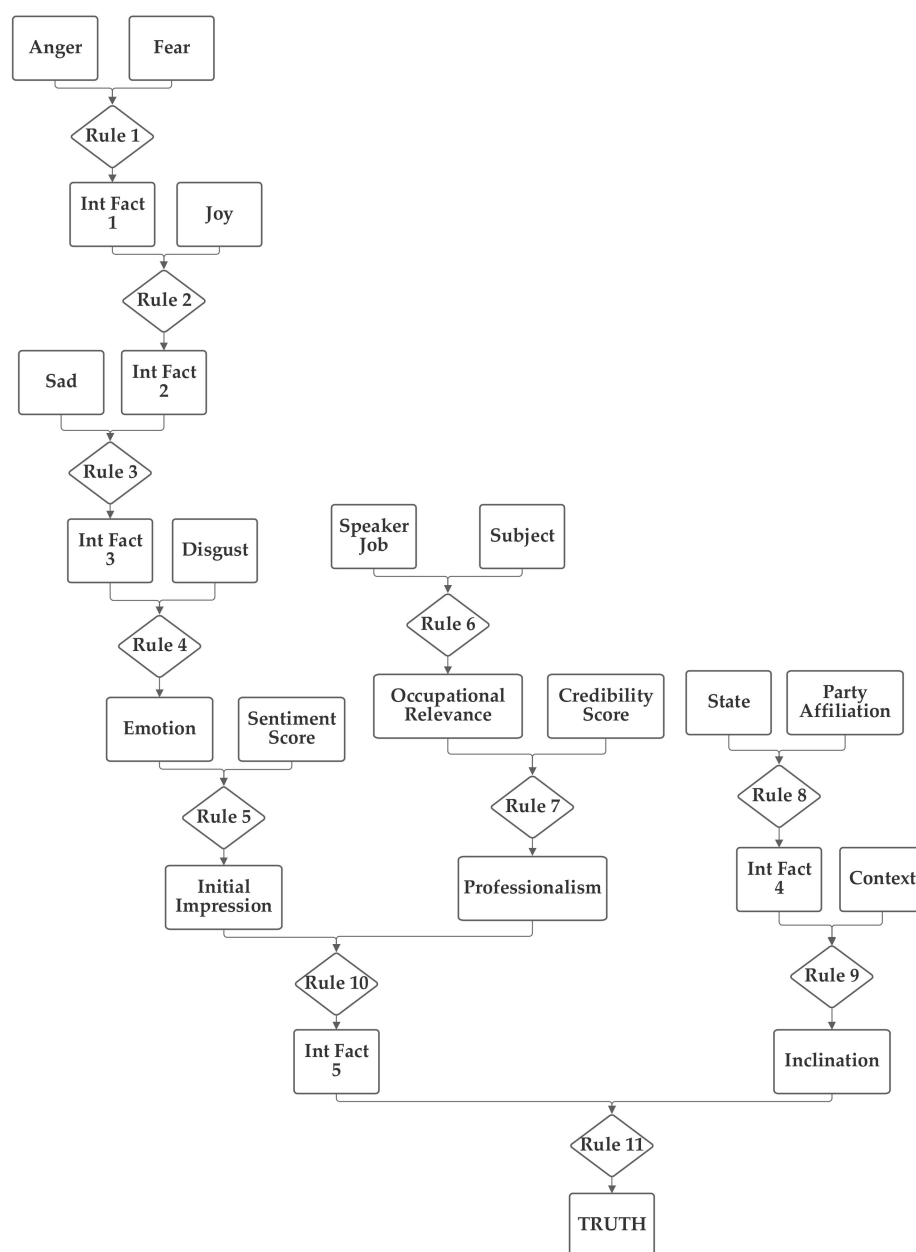 Anger
Fear
Rule 1
Int Fact
1
Joy
Rule 2
Sad
Int Fact
2
Rule 3
Int Fact
3
Disgust
Speaker
Job
Subject
Rule 4
Rule 6
Emotion
Sentiment
Score
Occupational
Relevance
Credibility
Score
State
Party
Affiliation
Rule 5
Rule 7
Rule 8
Initial
Impression
Professionalism
Int Fact
4
Context
Rule 10
Rule 9
Int Fact
5
Inclination
Rule 11
TRUTH